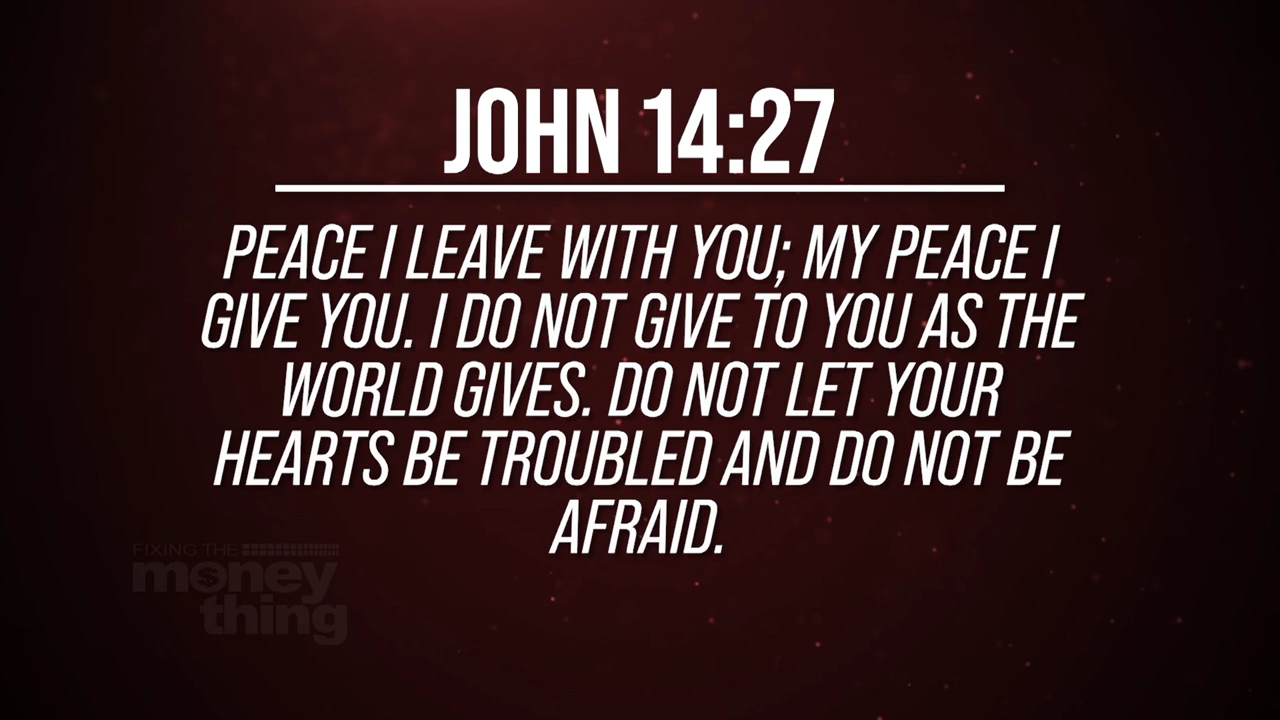 JOHN 14:27
PEACE I LEAVE WITH YOU; MY PEACE I
GIVE YOU. I DO NOT GIVE TO YOU AS THE
WORLD GIVES. DO NOT LET YOUR
HEARTS BE TROUBLED AND DO NOT BE
AFRAID.
FIXING THE
money
thing